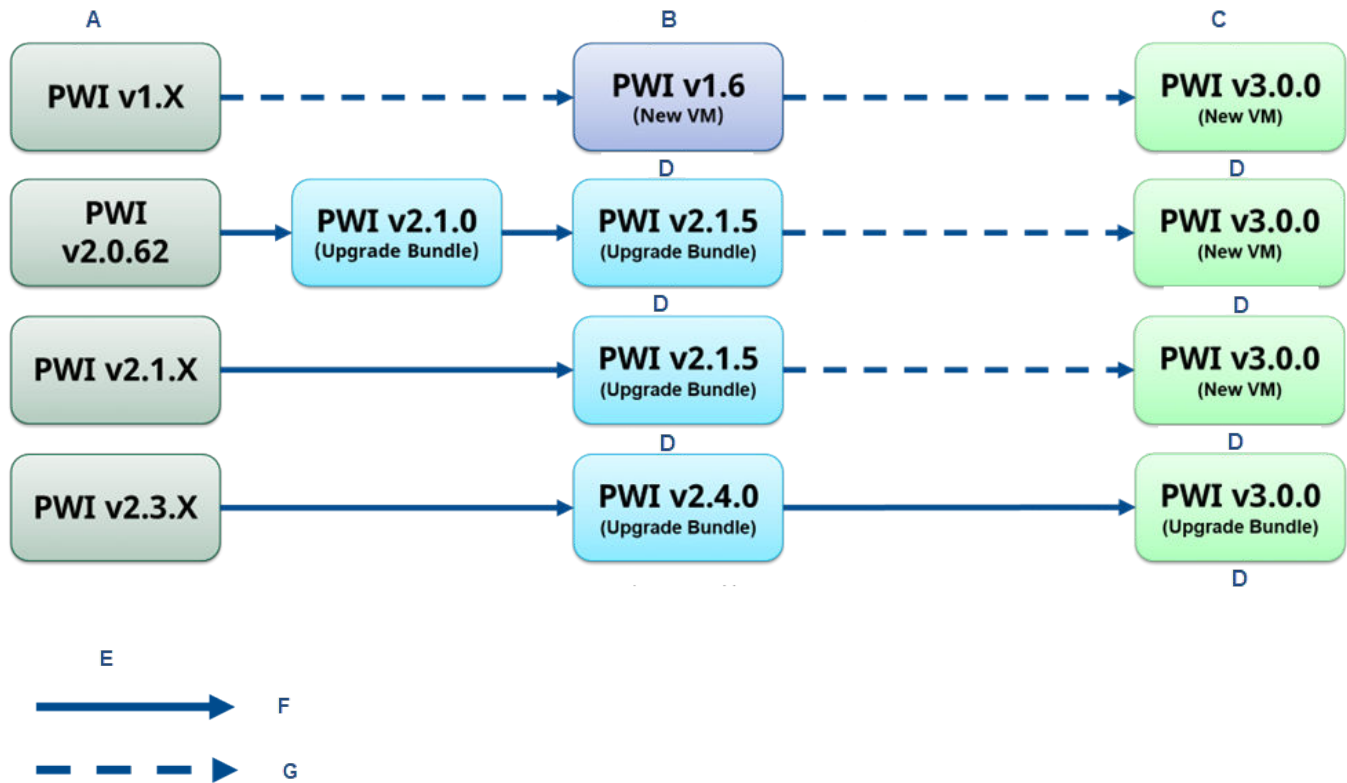 A B C
PWI v1.X
PWI v1.6
(New VM)
PWI v3.0.0
(New VM)
D D
PWI
v2.0.62
PWI v2.1.0
(Upgrade Bundle)
PWI v2.1.5
(Upgrade Bundle)
PWI v3.0.0
(New VM)
D D
PWI v2.1.X
PWI v2.1.5
(Upgrade Bundle)
PWI v3.0.0
(New VM)
D D
PWI v2.3.X
PWI v2.4.0
(Upgrade Bundle)
PWI v3.0.0
(Upgrade Bundle)
D
E
F
G